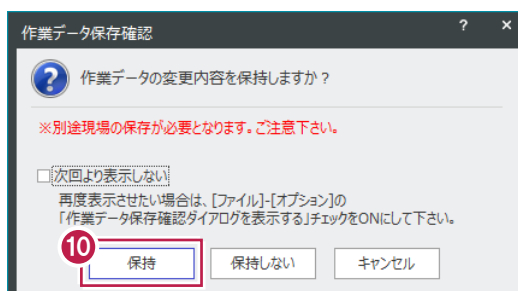 作業データ保存確認 ? ×
作業データの変更内容を保持しますか?
※別途現場の保存が必要となります。ご注意下さい。
次回より表示しない
再度表示させたい場合は、[ファイル]-[オプション]の
「作業データ保存確認ダイアログを表示する」チェックをONにして下さい。
10
保持 保持しない キャンセル